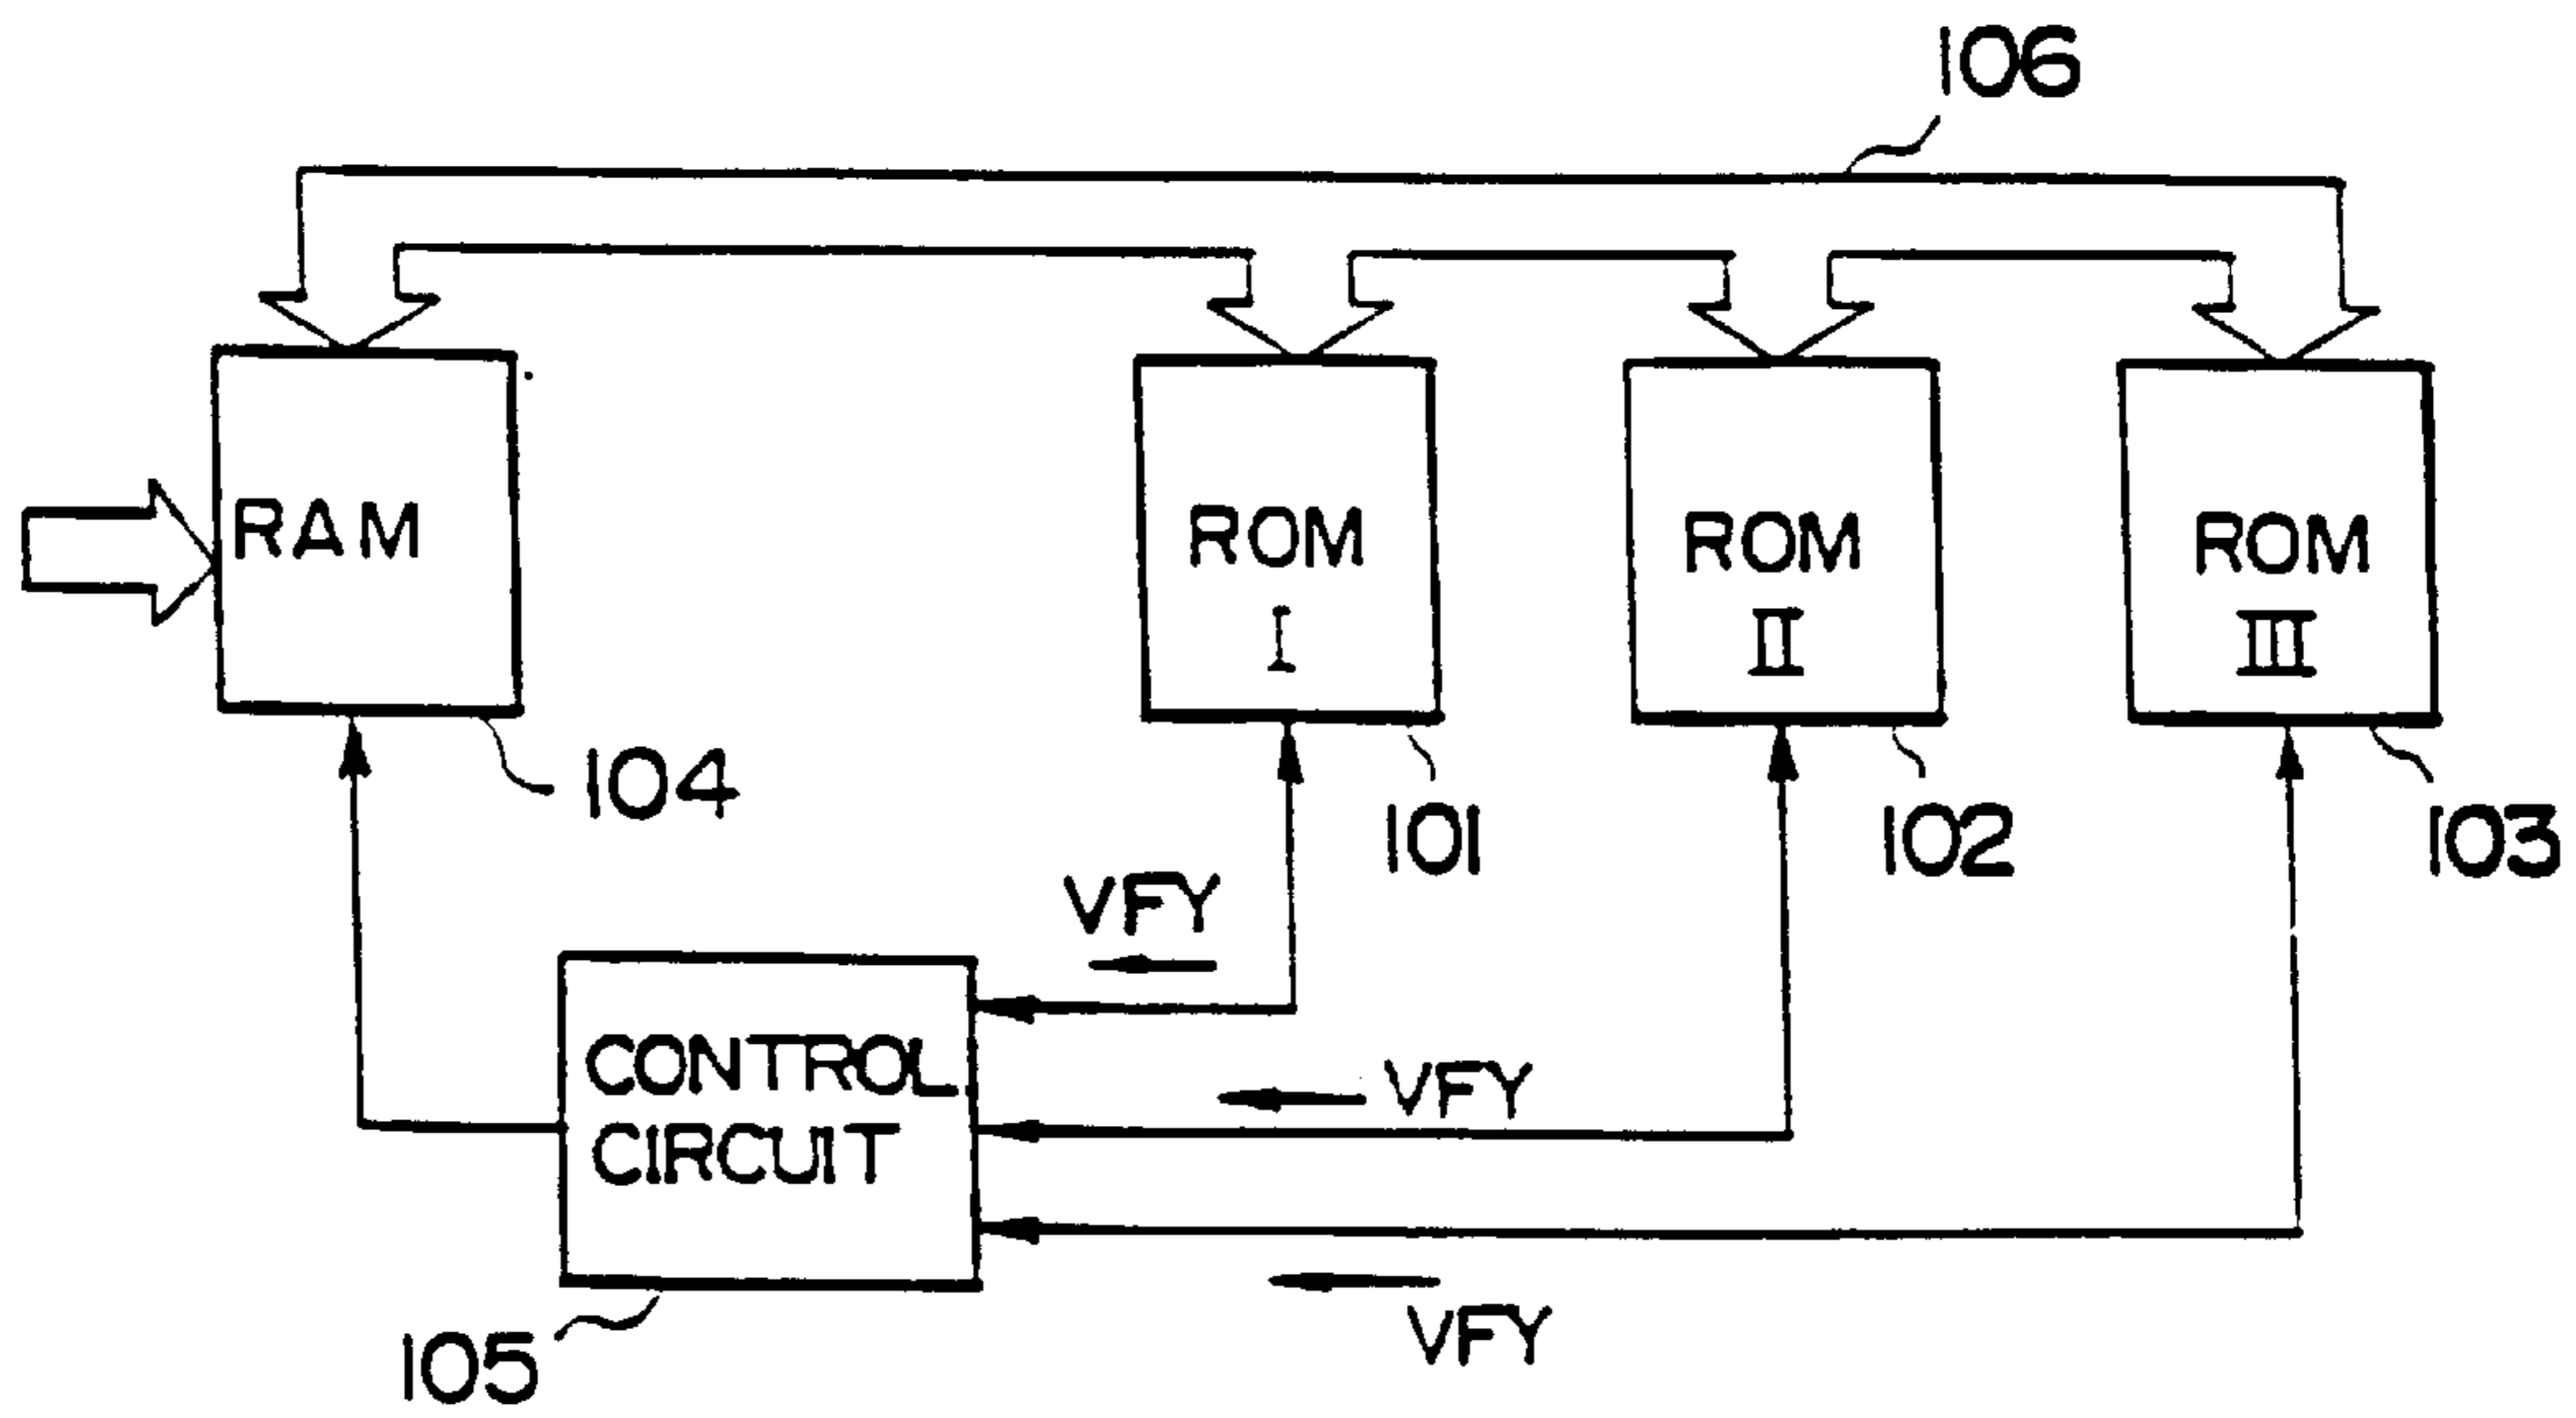 106
RAM
ROM
I
ROM
II
ROM
III
104
101
102
103
VFY
VFY
CONTROL
CIRCUIT
VFY
105